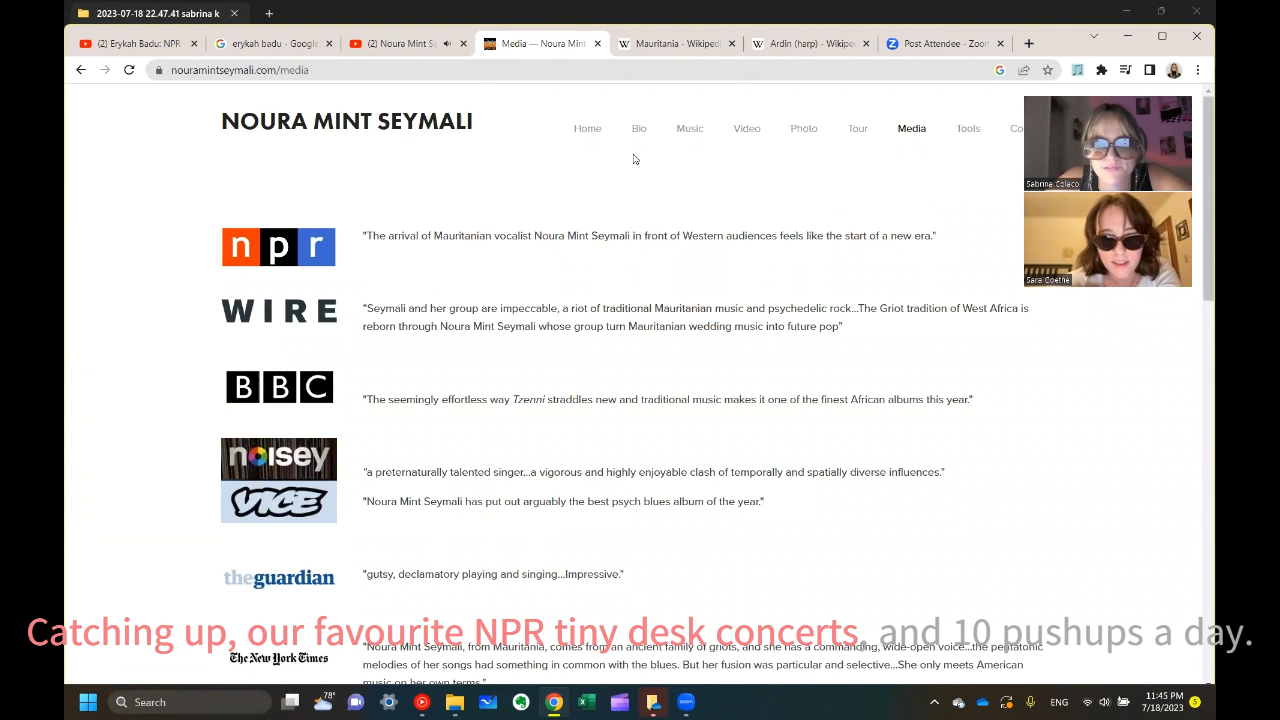 2023-07-18 22.47.41 sabrina k
(2) Erykah Badu: NPR
erykah badu - Google
(2) Noura Mint Se
Media — Noura Mint
Mauritania - Wikiped
Ardin (harp) - Wikipe
Post Attendee - Zoom
nouramintseymali.com/media
NOURA MINT SEYMALI
Home Bio Music Video Photo Tour Media Tools Co
Sabrina Colaco
Sara Goethe
npr
"The arrival of Mauritanian vocalist Noura Mint Seymali in front of Western audiences feels like the start of a new era."
WIRE
“Seymali and her group are impeccable, a riot of traditional Mauritanian music and psychedelic rock...The Griot tradition of West Africa is
reborn through Noura Mint Seymali whose group turn Mauritanian wedding music into future pop”
BBC
"The seemingly effortless way Tzenni straddles new and traditional music makes it one of the finest African albums this year."
noisey
"a preternaturally talented singer...a vigorous and highly enjoyable clash of temporally and spatially diverse influences."
VICE
"Noura Mint Seymali has put out arguably the best psych blues album of the year."
theguardian
"gutsy, declamatory playing and singing...Impressive."
Catching up, our favourite NPR tiny desk concerts, and 10 pushups a day.
The New York Times
"Noura Mint Seymali, from Mauritania, comes from an ancient family of griots, and she has a commanding, wide-open voice...the pentatonic
melodies of her songs had something in common with the blues. But her fusion was particular and selective...She only meets American
music on her own terms."
Search
78°
ENG
11:45 PM
7/18/2023
5